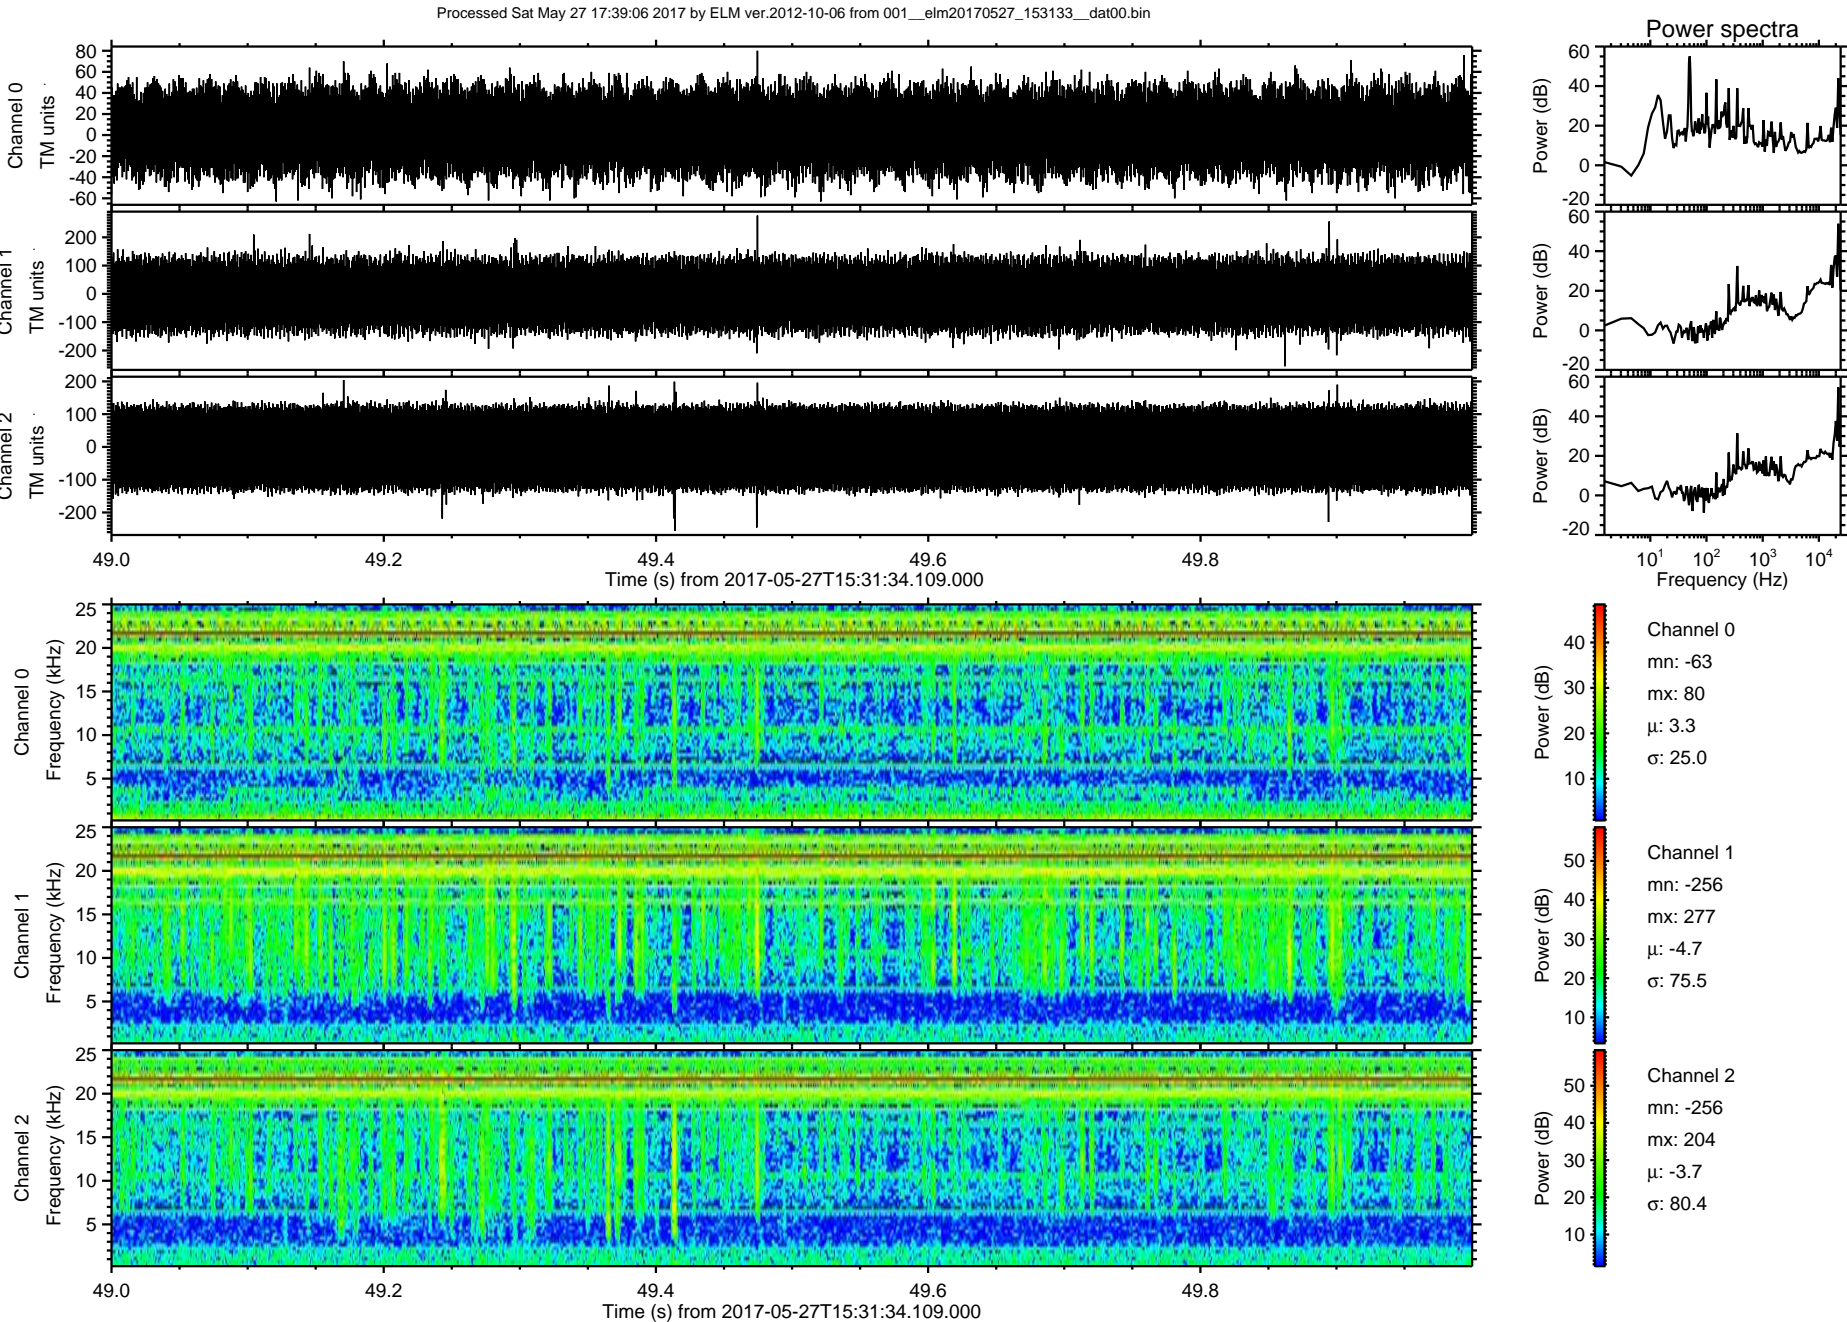 Processed Sat May 27 17:39:06 2017 by ELM ver.2012-10-06 from 001__elm20170527_153133__dat00.bin
Power spectra
Channel 0
TM units
80
60
40
20
0
-20
-40
-60
Power (dB)
60
40
20
0
-20
Channel 1
TM units
200
100
0
-100
-200
Power (dB)
60
40
20
0
-20
Channel 2
TM units
200
100
0
-100
-200
Power (dB)
60
40
20
0
-20
49.0 49.2 49.4 49.6 49.8
Time (s) from 2017-05-27T15:31:34.109.000
10^1 10^2 10^3 10^4
Frequency (Hz)
Channel 0
Frequency (kHz)
25
20
15
10
5
Power (dB)
40
30
20
10
Channel 0
mn: -63
mx: 80
μ: 3.3
σ: 25.0
Channel 1
Frequency (kHz)
25
20
15
10
5
Power (dB)
50
40
30
20
10
Channel 1
mn: -256
mx: 277
μ: -4.7
σ: 75.5
Channel 2
Frequency (kHz)
25
20
15
10
5
Power (dB)
50
40
30
20
10
Channel 2
mn: -256
mx: 204
μ: -3.7
σ: 80.4
49.0 49.2 49.4 49.6 49.8
Time (s) from 2017-05-27T15:31:34.109.000